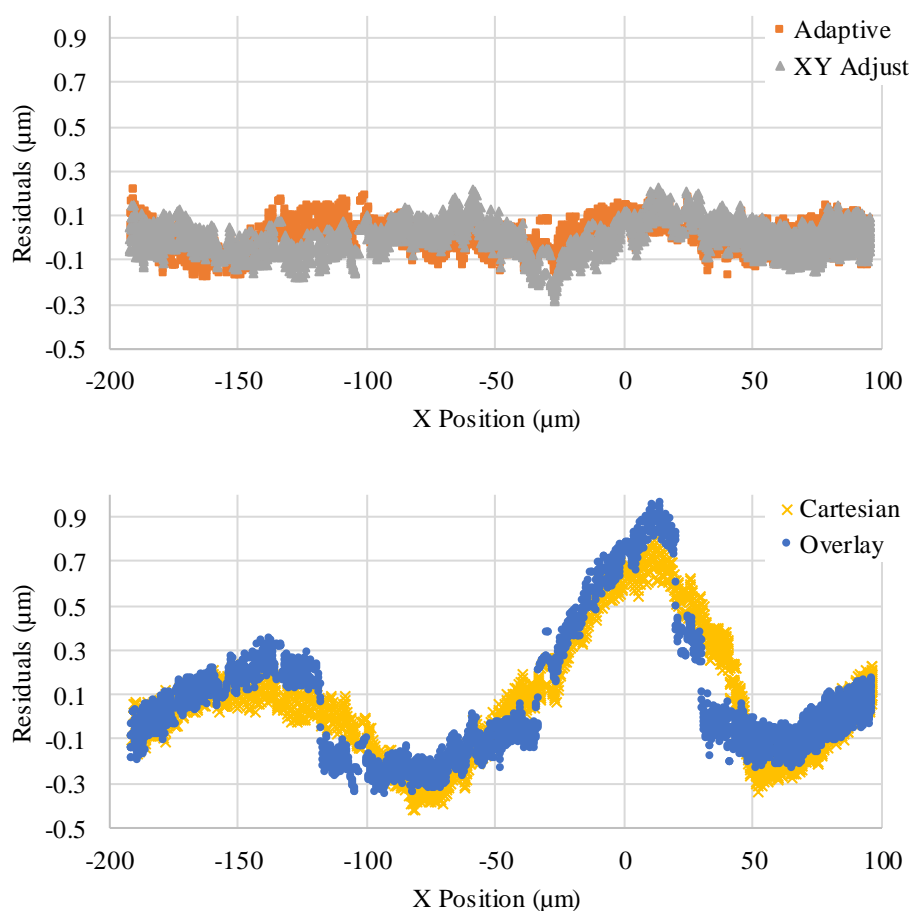 0.9
0.7
0.5
0.3
0.1
-0.1
-0.3
-0.5
Residuals (µm)
Adaptive
XY Adjust
-200 -150 -100 -50 0 50 100
X Position (µm)
0.9
0.7
0.5
0.3
0.1
-0.1
-0.3
-0.5
Residuals (µm)
Cartesian
Overlay
-200 -150 -100 -50 0 50 100
X Position (µm)